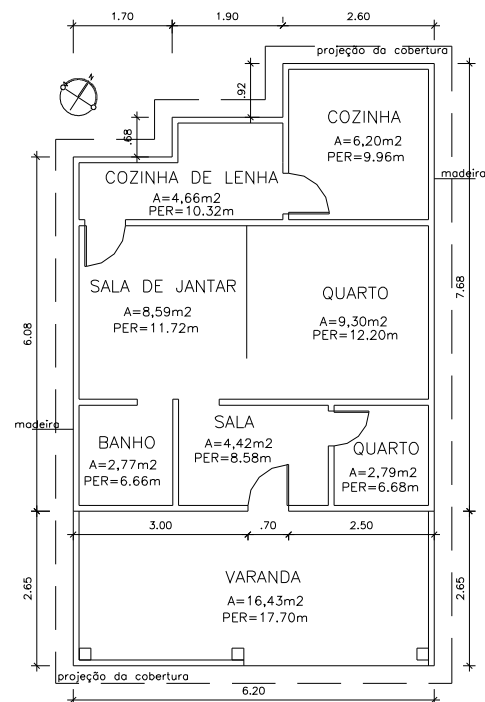 1.70
1.90
2.60
projeção da cobertura
N
.92
.68
COZINHA
A=6,20m2
PER=9.96m
COZINHA DE LENHA
A=4,66m2
PER=10.32m
madeira
SALA DE JANTAR
A=8,59m2
PER=11.72m
QUARTO
A=9,30m2
PER=12.20m
7.68
6.08
madeira
BANHO
A=2,77m2
PER=6.66m
SALA
A=4,42m2
PER=8.58m
QUARTO
A=2,79m2
PER=6.68m
3.00
.70
2.50
2.65
VARANDA
A=16,43m2
PER=17.70m
2.65
projeção da cobertura
6.20